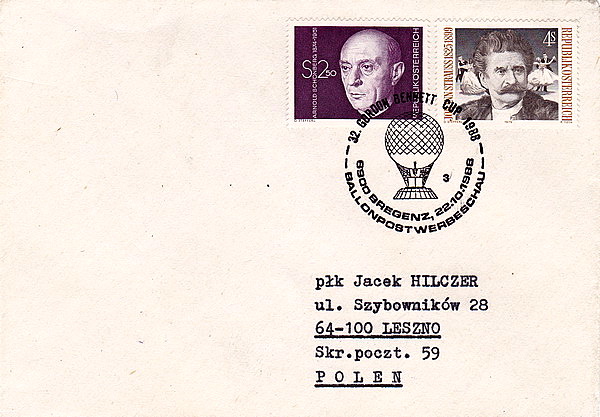 S2.50
ARNOLD SCHÖNBERG 1874-1951
REPUBLIK ÖSTERREICH
4S
JOHANN STRAUSS 1825-1899
REPUBLIK ÖSTERREICH
32. GORDON BENNETT CUP 1988
3
6900 BREGENZ, 22.10.1988
BALLONPOSTWERBESCHAU
płk Jacek HILCZER
ul. Szybowników 28
64-100 LESZNO
Skr.poczt. 59
POLEN